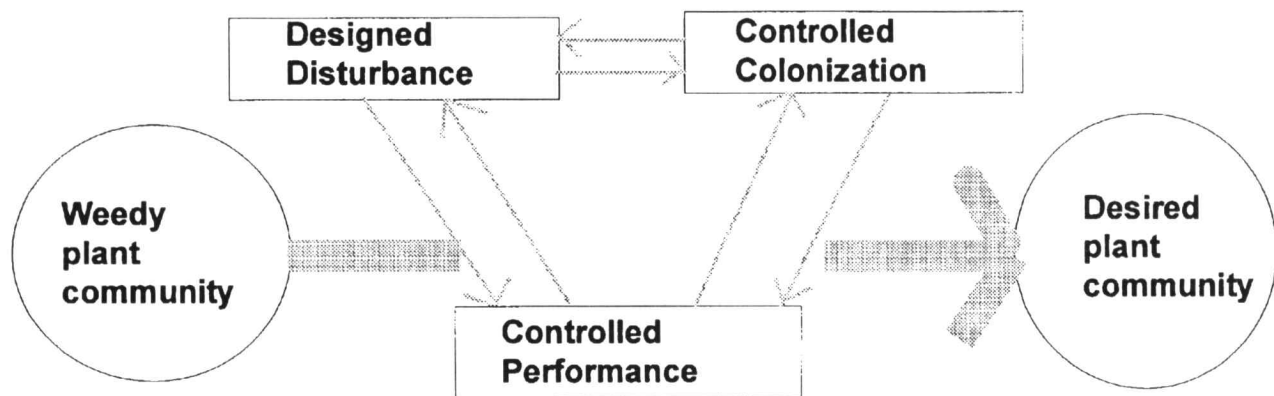 Designed
Disturbance
Controlled
Colonization
Weedy
plant
community
Desired
plant
community
Controlled
Performance